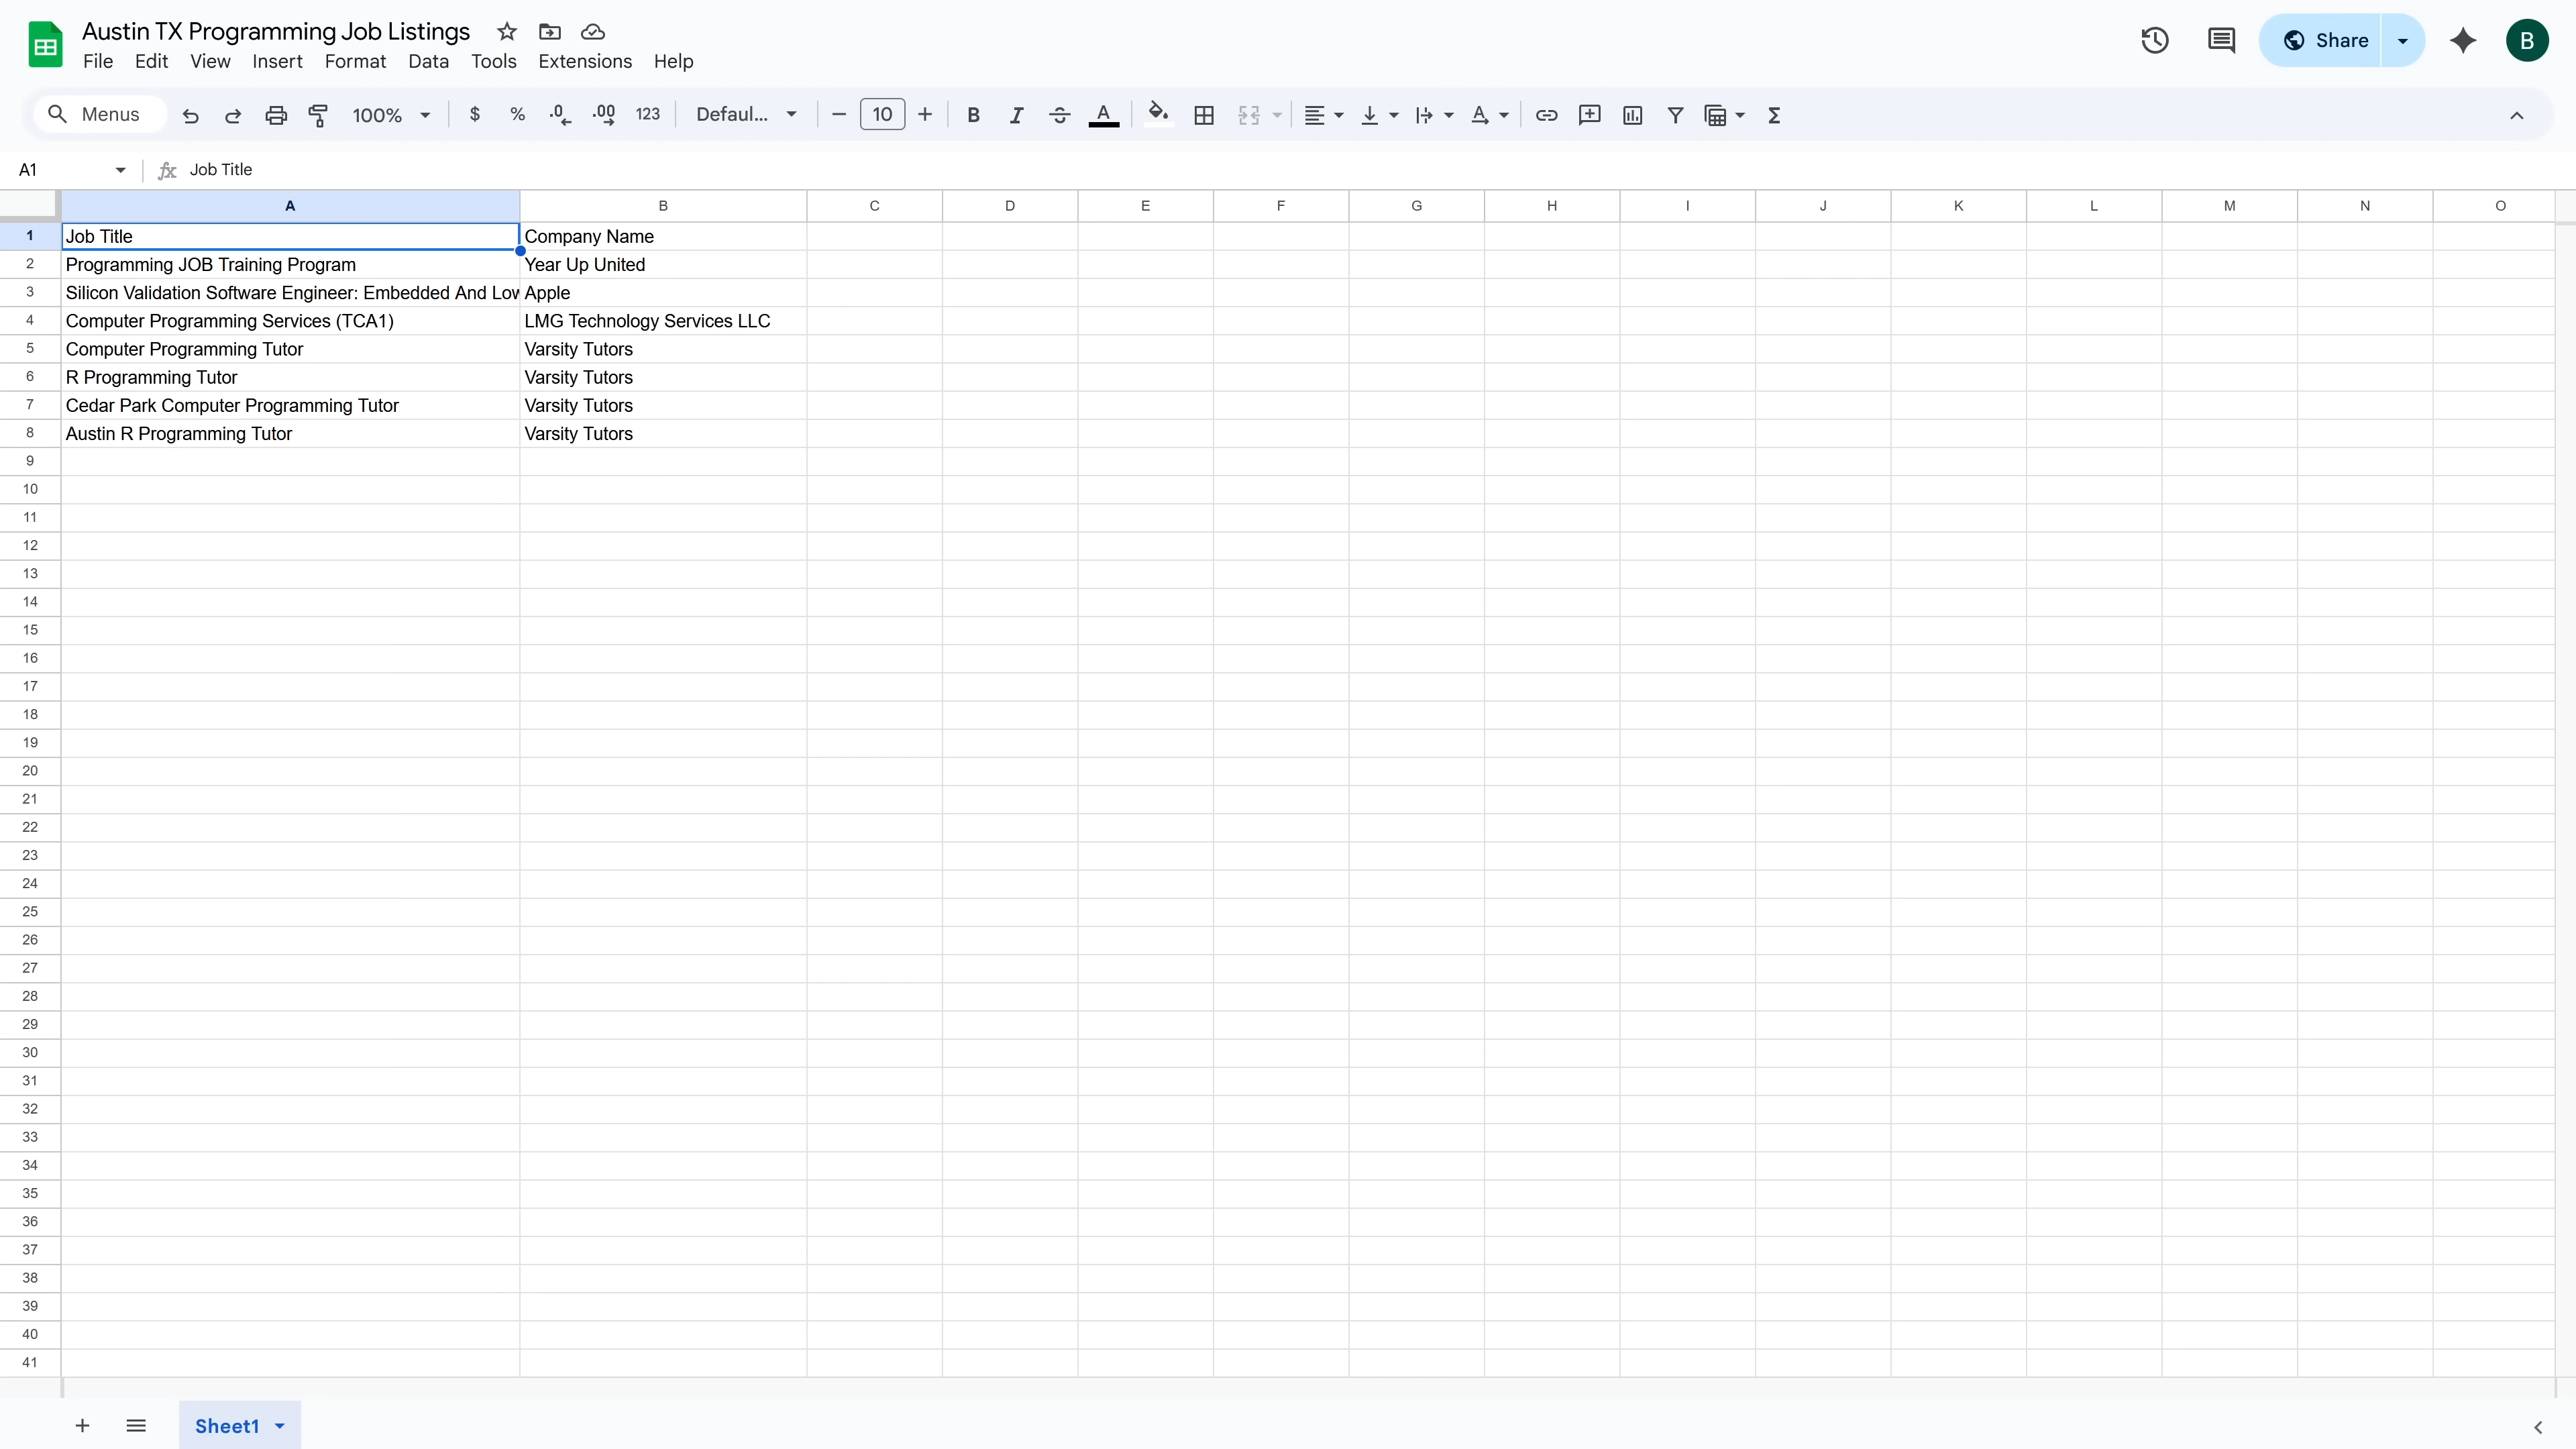 Austin TX Programming Job Listings
File Edit View Insert Format Data Tools Extensions Help
Share
B
Menus
100%
$ % .0 .00 123
Defaul...
10
B I S A
A
Σ
A1
fx Job Title
A B C D E F G H I J K L M N O
1 Job Title Company Name
2 Programming JOB Training Program Year Up United
3 Silicon Validation Software Engineer: Embedded And Low Apple
4 Computer Programming Services (TCA1) LMG Technology Services LLC
5 Computer Programming Tutor Varsity Tutors
6 R Programming Tutor Varsity Tutors
7 Cedar Park Computer Programming Tutor Varsity Tutors
8 Austin R Programming Tutor Varsity Tutors
9
10
11
12
13
14
15
16
17
18
19
20
21
22
23
24
25
26
27
28
29
30
31
32
33
34
35
36
37
38
39
40
41
Sheet1